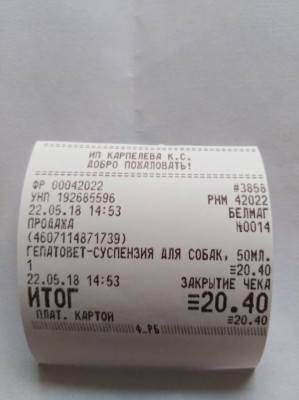 ИП КАРПЕЛЕВА К.С.
ДОБРО ПОЖАЛОВАТЬ!
ФР 00042022 #3858
УНП 192685596 РНМ 42022
22.05.18 14:53 БЕЛМАГ
ПРОДАЖА №0014
(4607114871739)
ГЕПАТОВЕТ-СУСПЕНЗИЯ ДЛЯ СОБАК, 50МЛ.
1 ≡20.40
22.05.18 14:53 ЗАКРЫТИЕ ЧЕКА
ИТОГ ≡20.40
ПЛАТ. КАРТОЙ ≡20.40
Ф_РБ